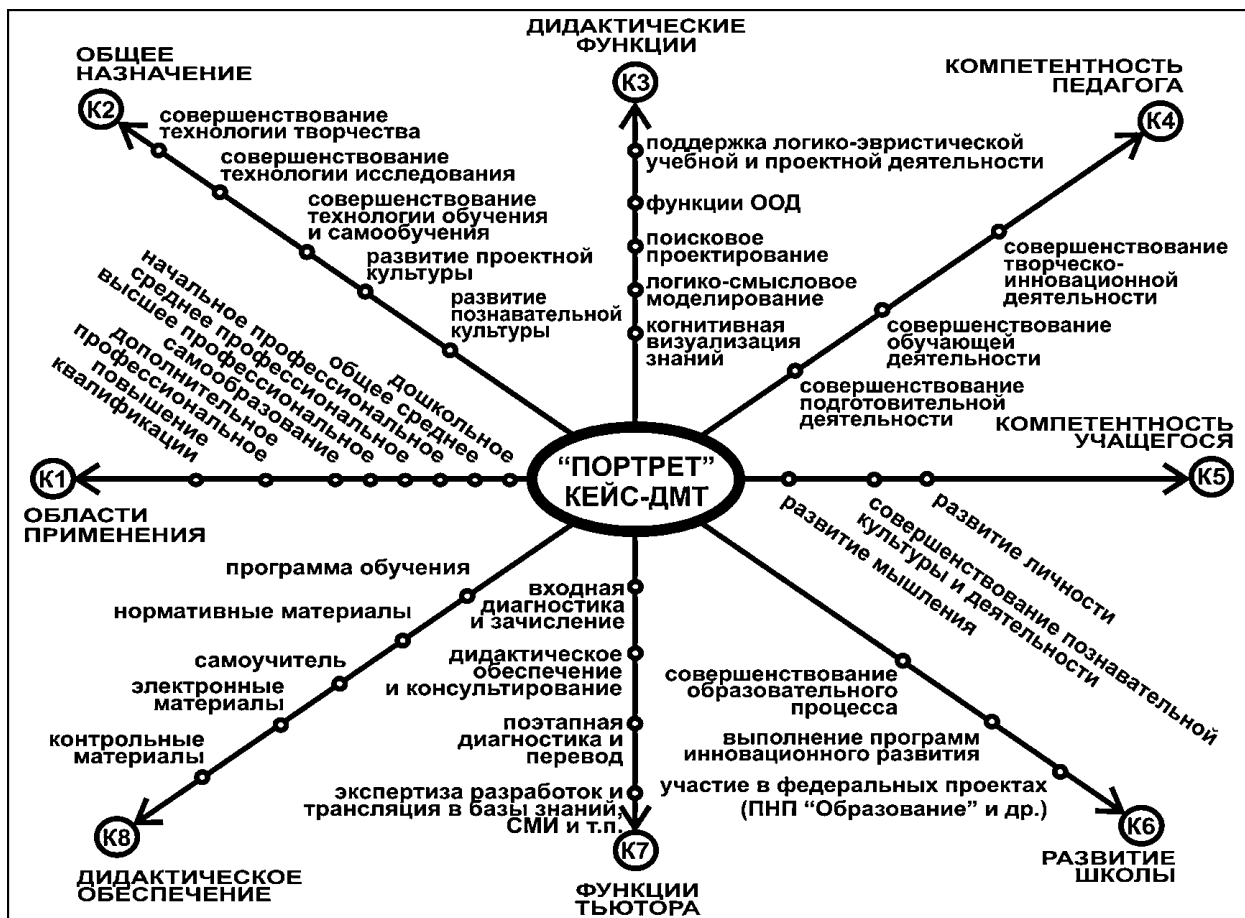 ОБЩЕЕ
НАЗНАЧЕНИЕ
К2
совершенствование
технологии творчества
совершенствование
технологии исследования
совершенствование
технологии обучения
и самообучения
развитие проектной
культуры
развитие
познавательной
культуры
ДИДАКТИЧЕСКИЕ
ФУНКЦИИ
К3
поддержка логико-эвристической
учебной и проектной деятельности
функции ООД
поисковое
проектирование
логико-смысловое
моделирование
когнитивная
визуализация
знаний
КОМПЕТЕНТНОСТЬ
ПЕДАГОГА
К4
совершенствование
творческо-
инновационной
деятельности
совершенствование
обучающей
деятельности
совершенствование
подготовительной
деятельности
начальное профессиональное
среднее профессиональное
высшее профессиональное
дополнительное
профессиональное
повышение
квалификации
самообразование
общее среднее
дошкольное
К1
ОБЛАСТИ
ПРИМЕНЕНИЯ
“ПОРТРЕТ”
КЕЙС-ДМТ
КОМПЕТЕНТНОСТЬ
УЧАЩЕГОСЯ
К5
развитие личности
совершенствование познавательной
культуры и деятельности
развитие мышления
программа обучения
нормативные материалы
самоучитель
электронные
материалы
контрольные
материалы
К8
ДИДАКТИЧЕСКОЕ
ОБЕСПЕЧЕНИЕ
входная
диагностика
и зачисление
дидактическое
обеспечение
и консультирование
поэтапная
диагностика и
перевод
экспертиза разработок и
трансляция в базы знаний,
СМИ и т.п.
К7
ФУНКЦИИ
ТЬЮТОРА
совершенствование
образовательного
процесса
выполнение программ
инновационного развития
участие в федеральных проектах
(ПНП “Образование” и др.)
К6
РАЗВИТИЕ
ШКОЛЫ